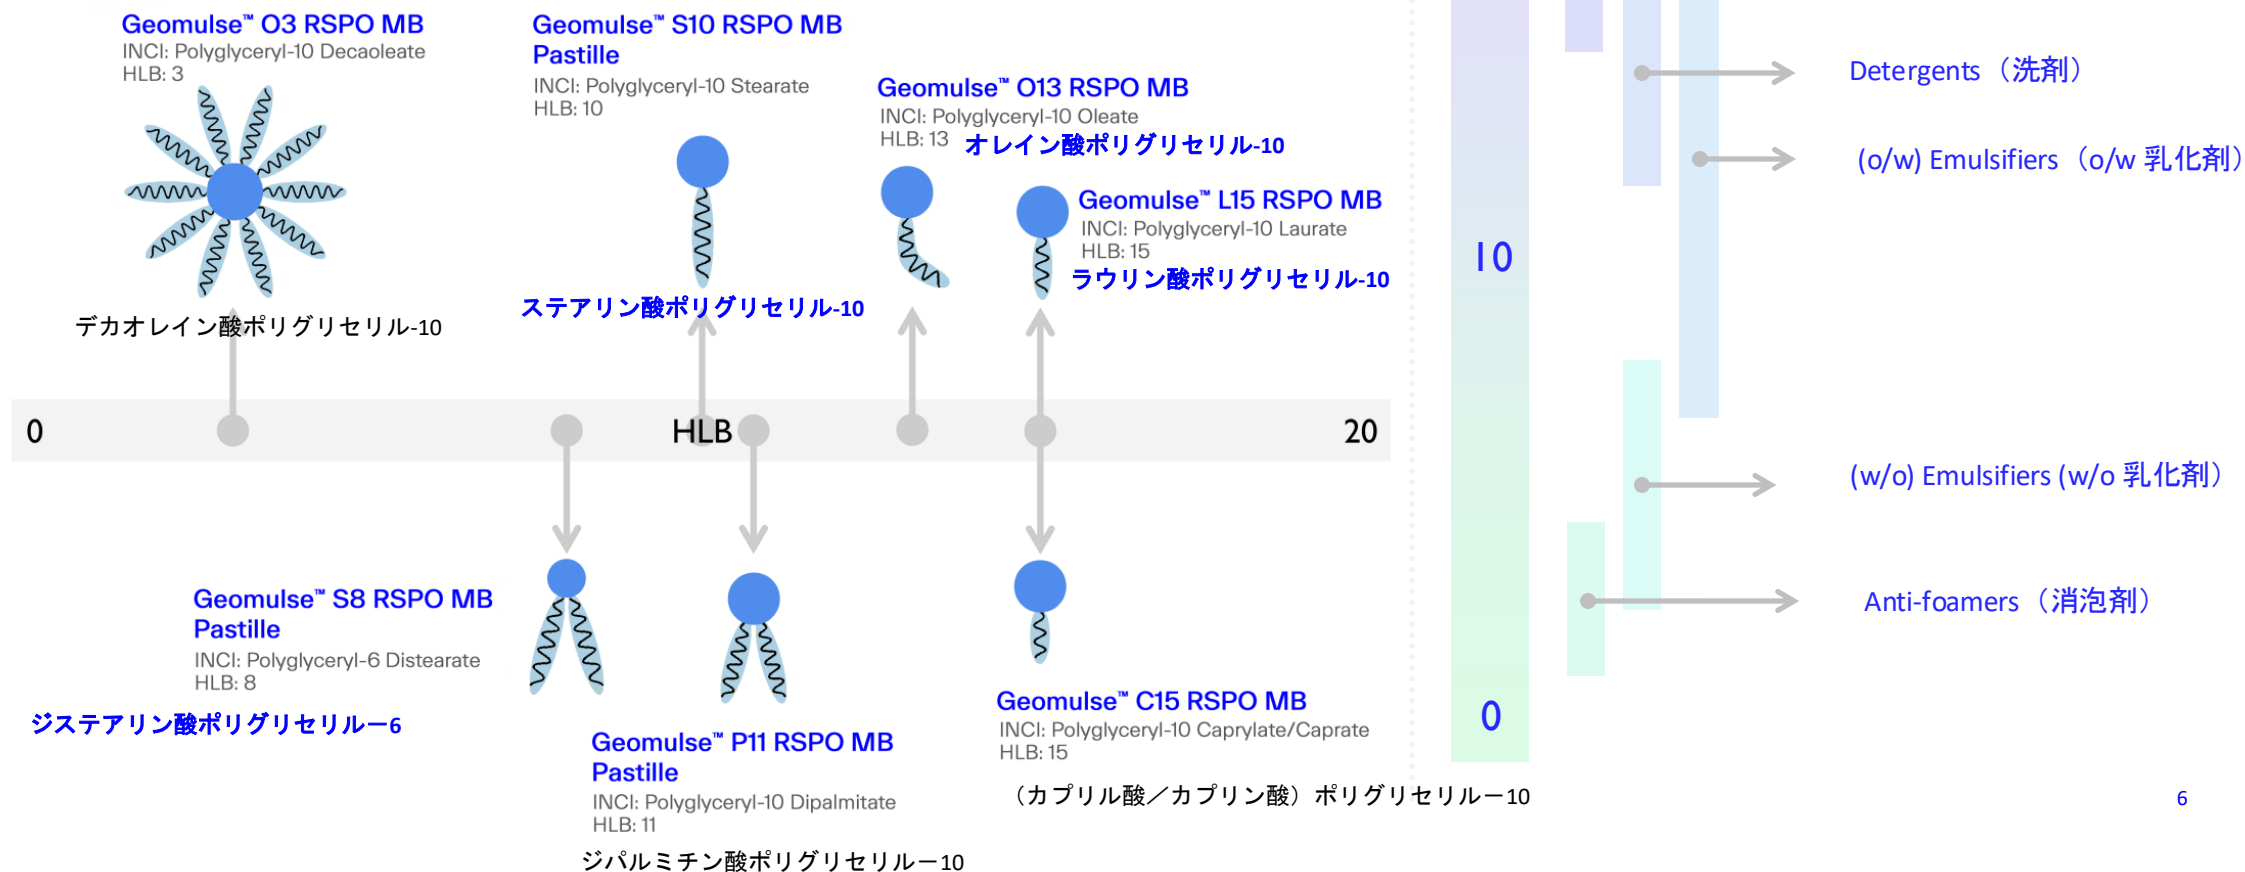 Geomulse™ O3 RSPO MB
INCI: Polyglyceryl-10 Decaoleate
HLB: 3
デカオレイン酸ポリグリセリル-10
Geomulse™ S10 RSPO MB
Pastille
INCI: Polyglyceryl-10 Stearate
HLB: 10
ステアリン酸ポリグリセリル-10
Geomulse™ O13 RSPO MB
INCI: Polyglyceryl-10 Oleate
HLB: 13
オレイン酸ポリグリセリル-10
Geomulse™ L15 RSPO MB
INCI: Polyglyceryl-10 Laurate
HLB: 15
ラウリン酸ポリグリセリル-10
0
HLB
20
Geomulse™ S8 RSPO MB
Pastille
INCI: Polyglyceryl-6 Distearate
HLB: 8
ジステアリン酸ポリグリセリルー6
Geomulse™ P11 RSPO MB
Pastille
INCI: Polyglyceryl-10 Dipalmitate
HLB: 11
ジパルミチン酸ポリグリセリルー10
Geomulse™ C15 RSPO MB
INCI: Polyglyceryl-10 Caprylate/Caprate
HLB: 15
（カプリル酸／カプリン酸）ポリグリセリルー10
10
0
Detergents（洗剤）
(o/w) Emulsifiers（o/w 乳化剤）
(w/o) Emulsifiers (w/o 乳化剤）
Anti-foamers（消泡剤）
6